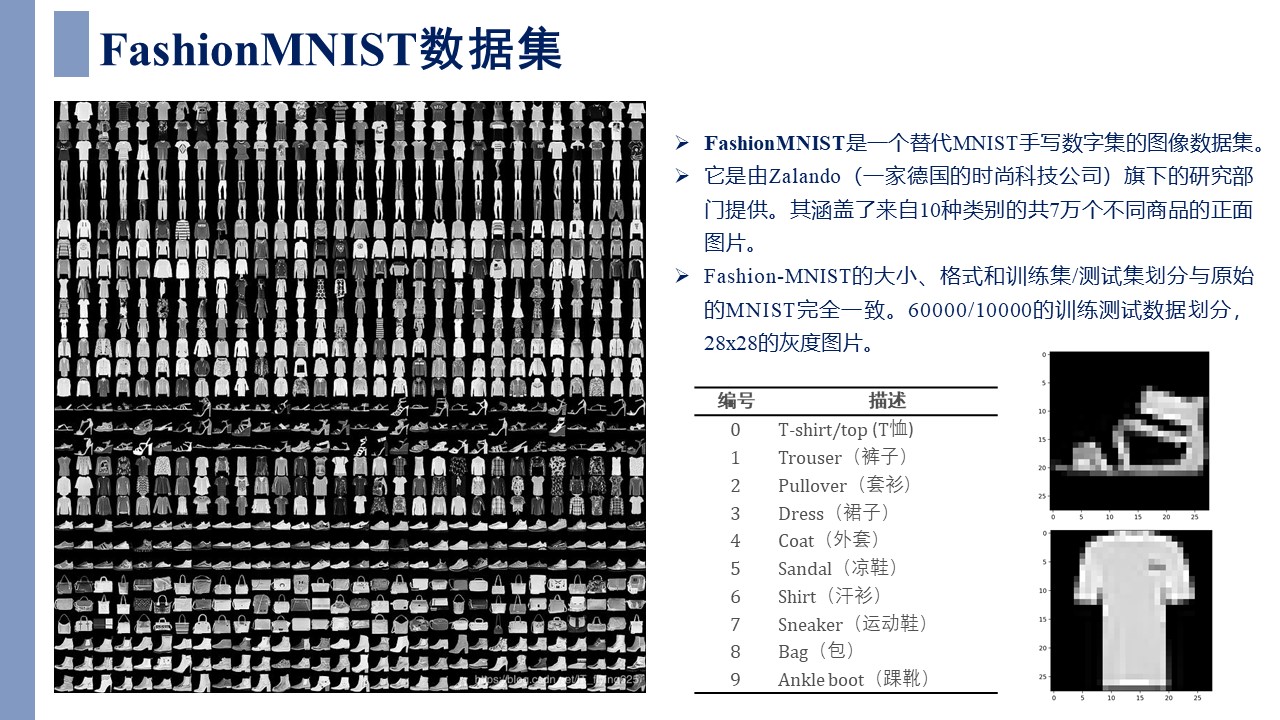 FashionMNIST数据集
FashionMNIST是一个替代MNIST手写数字集的图像数据集。
它是由Zalando（一家德国的时尚科技公司）旗下的研究部
门提供。其涵盖了来自10种类别的共7万个不同商品的正面
图片。
Fashion-MNIST的大小、格式和训练集/测试集划分与原始
的MNIST完全一致。60000/10000的训练测试数据划分，
28x28的灰度图片。
编号 描述
0 T-shirt/top (T恤)
1 Trouser（裤子）
2 Pullover（套衫）
3 Dress（裙子）
4 Coat（外套）
5 Sandal（凉鞋）
6 Shirt（汗衫）
7 Sneaker（运动鞋）
8 Bag（包）
9 Ankle boot（踝靴）
0
5
10
15
20
25
0 5 10 15 20 25
0
5
10
15
20
25
0 5 10 15 20 25